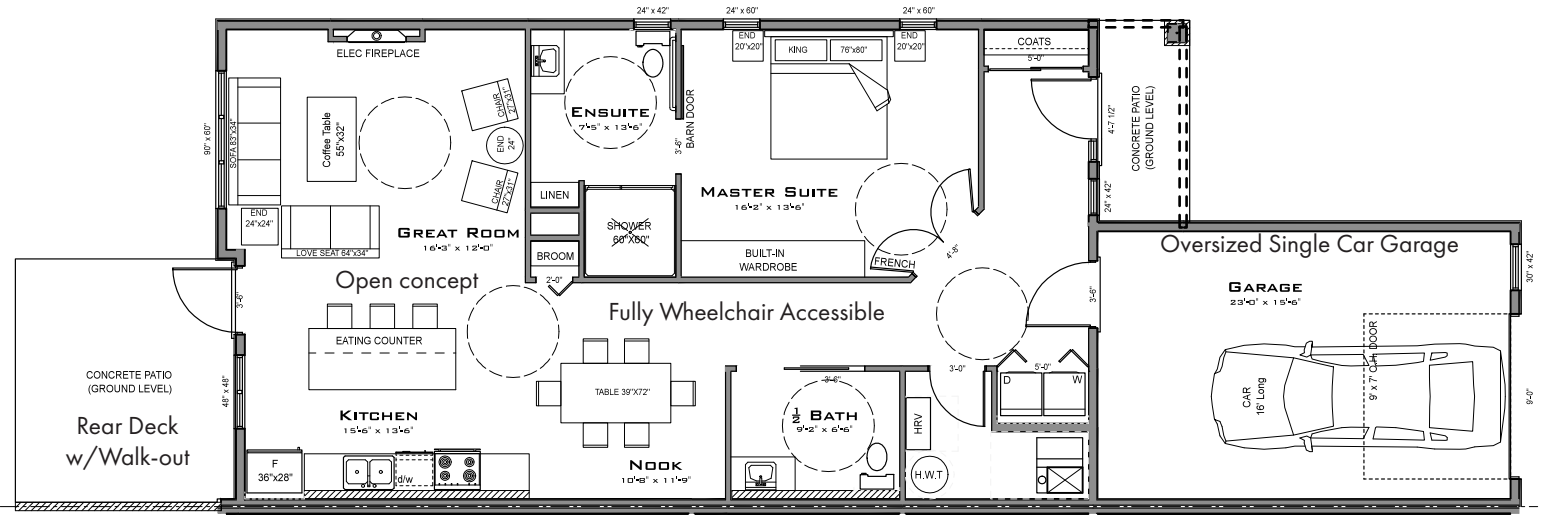 24" x 42"
24" x 60"
24" x 60"
ELEC FIREPLACE
END
20"x20"
KING
76"x80"
END
20"x20"
COATS
5'-0"
90" x 60"
SOFA 83"x34"
Coffee Table
55"x32"
CHAIR
27"x31"
END
24"
CHAIR
27"x31"
ENSUITE
7'-5" x 13'-6"
3'-6"
BARN DOOR
4'-7 1/2"
CONCRETE PATIO
(GROUND LEVEL)
24" x 42"
MASTER SUITE
16'-2" x 13'-6"
LINEN
END
24"x24"
LOVE SEAT 64"x34"
GREAT ROOM
16'-3" x 12'-0"
SHOWER
60"X60"
BROOM
2'-0"
BUILT-IN
WARDROBE
FRENCH
4'-8"
Oversized Single Car Garage
30" x 42"
GARAGE
23'-0" x 15'-6"
Open concept
Fully Wheelchair Accessible
3'-6"
3'-6"
EATING COUNTER
CONCRETE PATIO
(GROUND LEVEL)
48" x 48"
TABLE 39"X72"
3'-6"
3'-0"
5'-0"
D
W
CAR
16' Long
9' x 7' O.H. DOOR
9'-0"
Rear Deck
w/Walk-out
KITCHEN
15'-6" x 13'-6"
1/2 BATH
9'-2" x 6'-6"
HRV
F
36"x28"
d/w
NOOK
10'-8" x 11'-9"
H.W.T